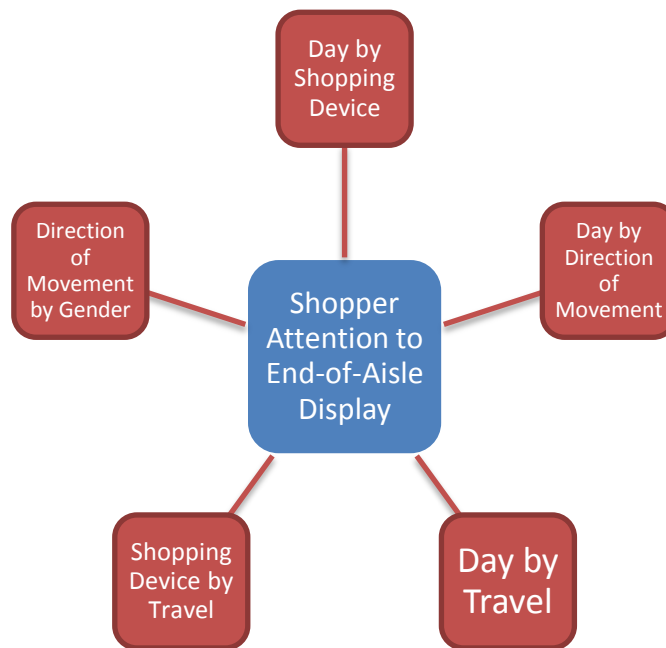 Day by
Shopping
Device
Direction
of
Movement
by Gender
Day by
Direction
of
Movement
Shopper
Attention to
End-of-Aisle
Display
Shopping
Device by
Travel
Day by
Travel